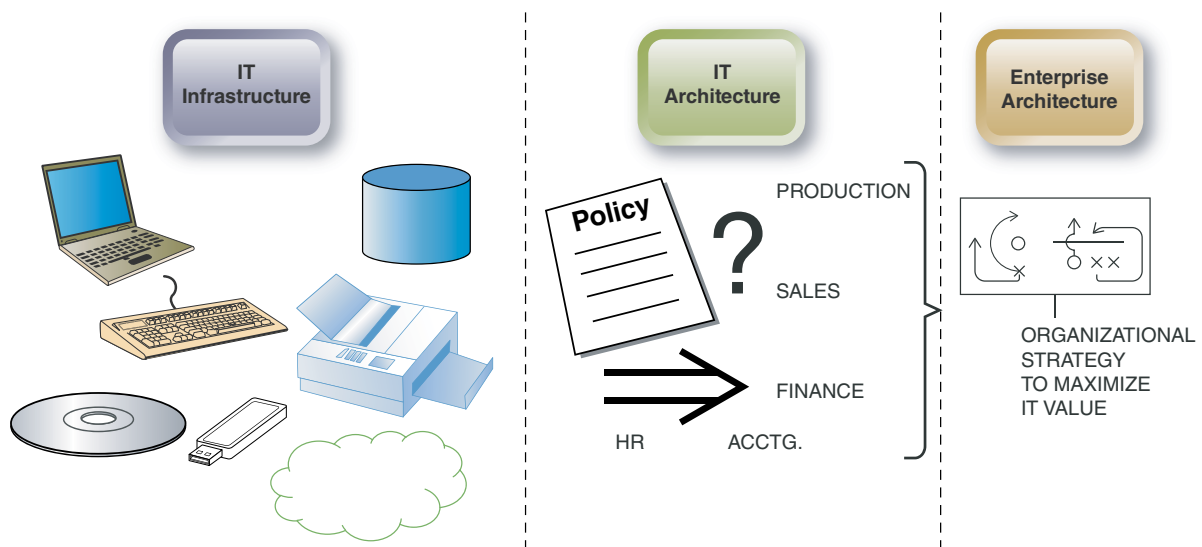 IT
Infrastructure
IT
Architecture
Enterprise
Architecture
Policy
?
PRODUCTION
SALES
FINANCE
HR
ACCTG.
ORGANIZATIONAL
STRATEGY
TO MAXIMIZE
IT VALUE